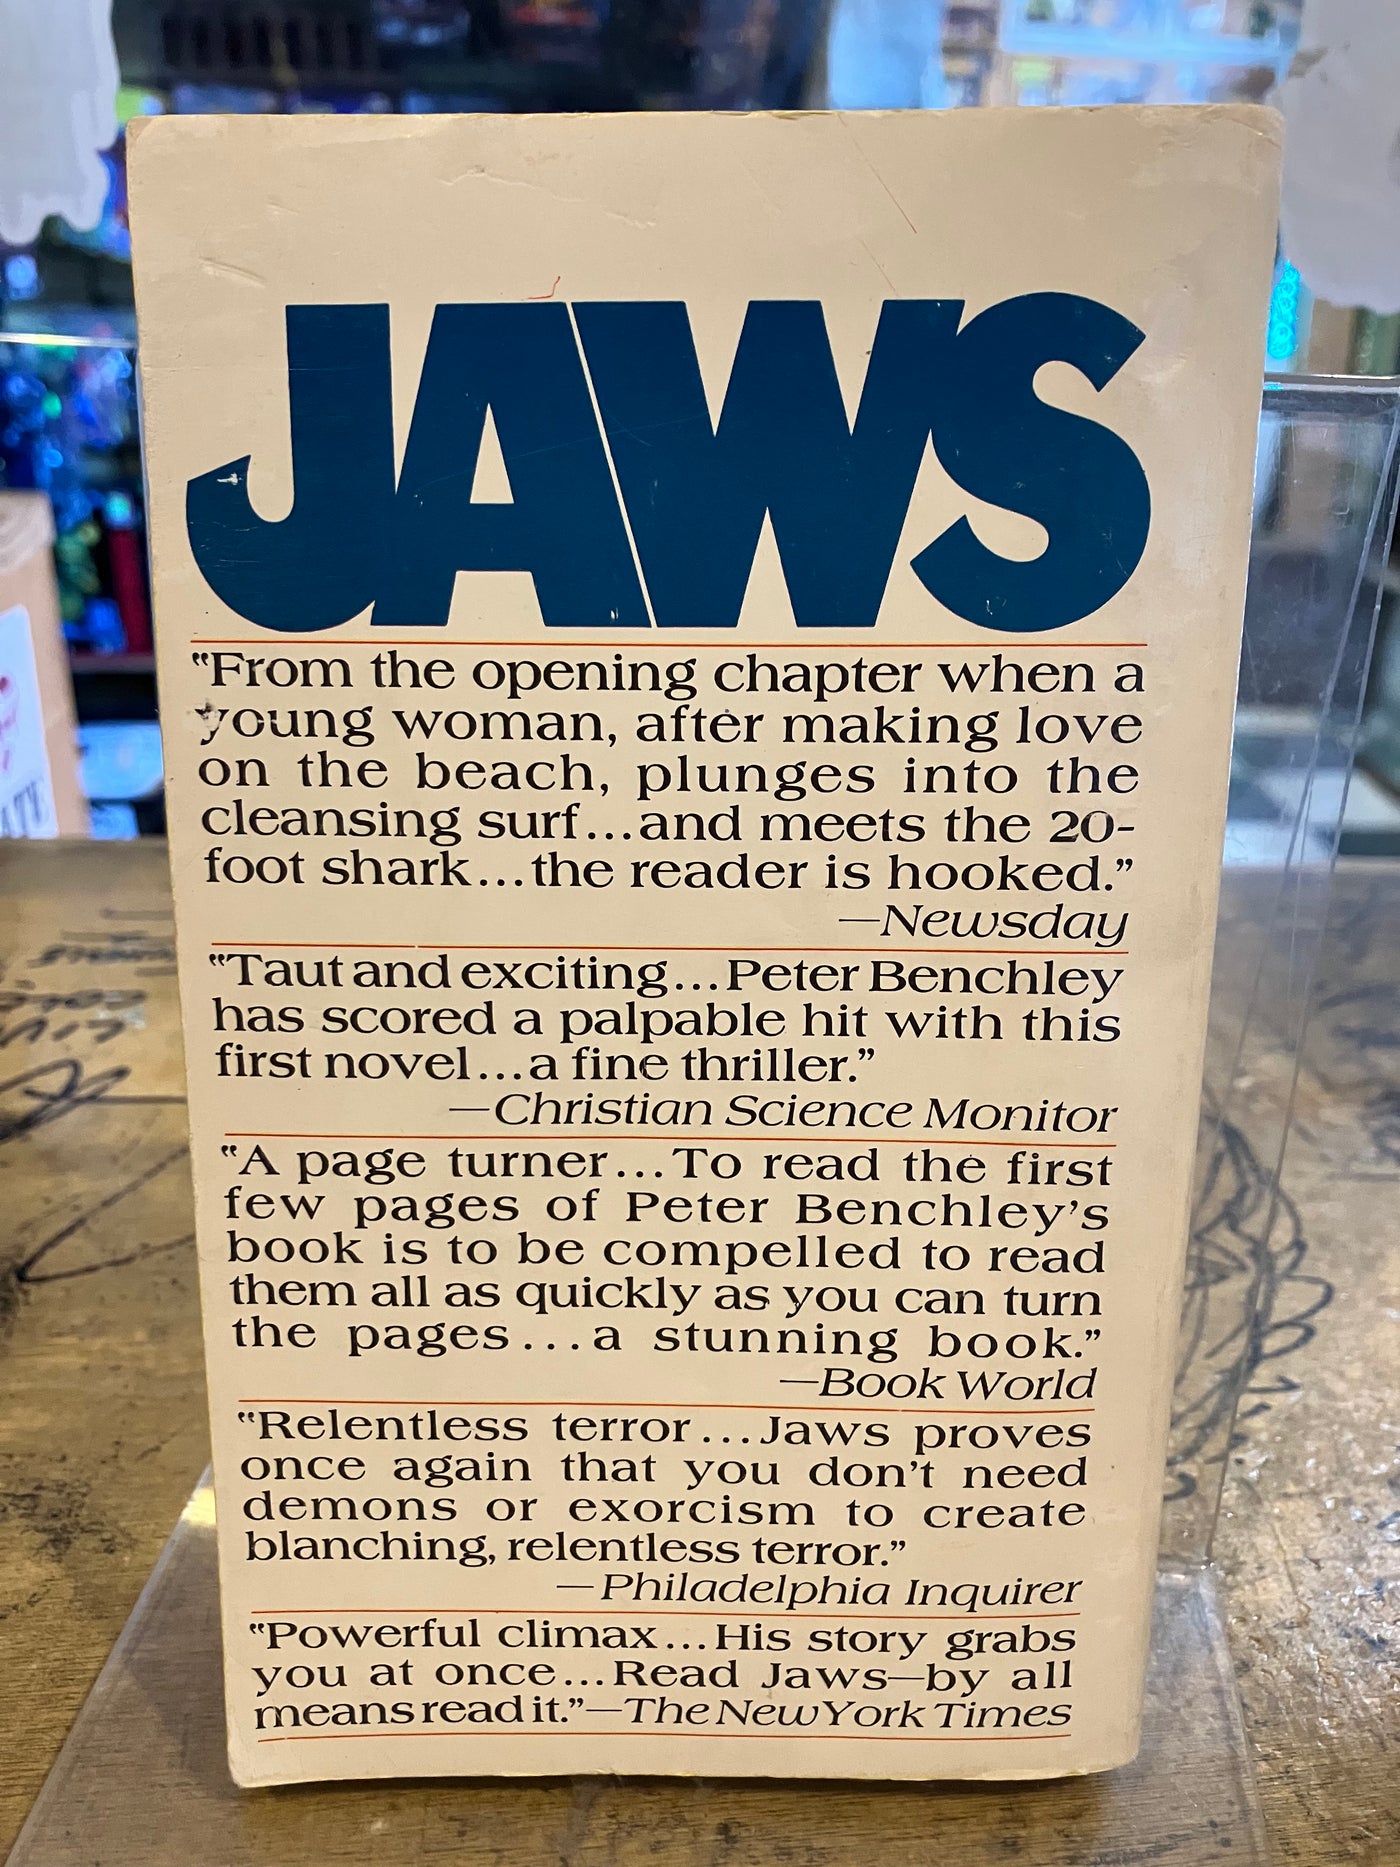 JAWS
"From the opening chapter when a
young woman, after making love
on the beach, plunges into the
cleansing surf...and meets the 20-
foot shark...the reader is hooked."
—Newsday
"Taut and exciting...Peter Benchley
has scored a palpable hit with this
first novel...a fine thriller."
—Christian Science Monitor
"A page turner...To read the first
few pages of Peter Benchley's
book is to be compelled to read
them all as quickly as you can turn
the pages...a stunning book."
—Book World
"Relentless terror...Jaws proves
once again that you don't need
demons or exorcism to create
blanching, relentless terror."
—Philadelphia Inquirer
"Powerful climax...His story grabs
you at once...Read Jaws—by all
means read it."—The New York Times